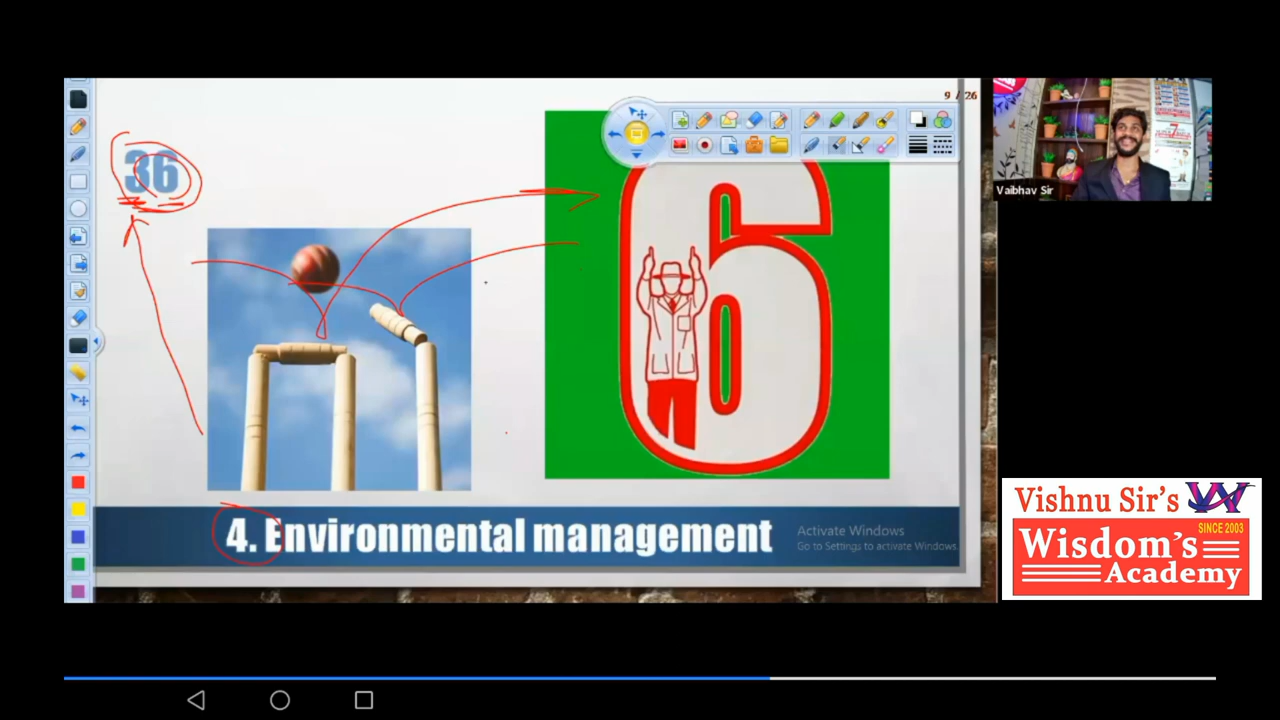 9 / 26
36
6
4. Environmental management
Activate Windows
Go to Settings to activate Windows.
Vaibhav Sir
Vishnu Sir's
SINCE 2003
Wisdom's
Academy